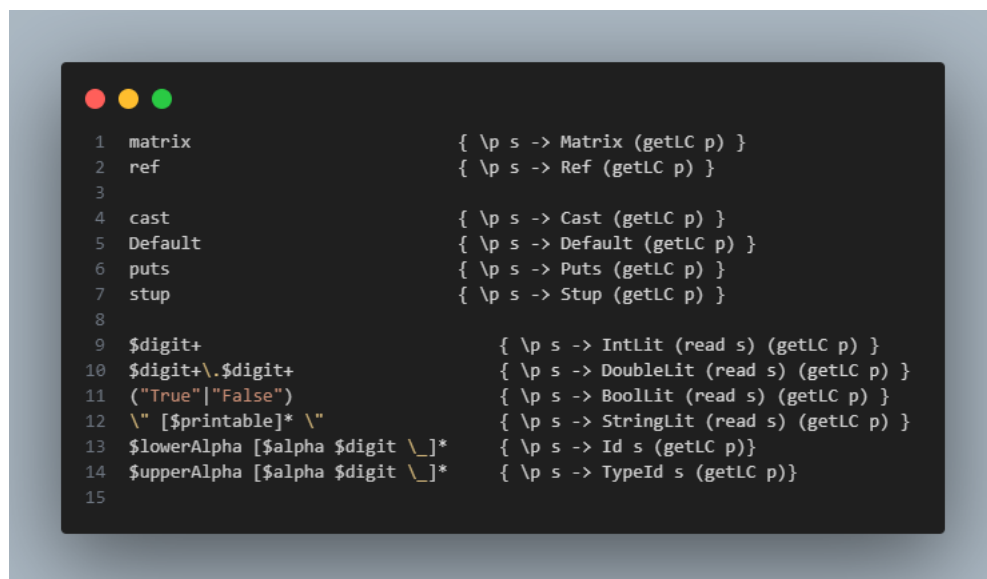 1 matrix { \p s -> Matrix (getLC p) }
2 ref { \p s -> Ref (getLC p) }
3
4 cast { \p s -> Cast (getLC p) }
5 Default { \p s -> Default (getLC p) }
6 puts { \p s -> Puts (getLC p) }
7 stup { \p s -> Stup (getLC p) }
8
9 $digit+ { \p s -> IntLit (read s) (getLC p) }
10 $digit+\.$digit+ { \p s -> DoubleLit (read s) (getLC p) }
11 ("True"|"False") { \p s -> BoolLit (read s) (getLC p) }
12 \" [$printable]* \" { \p s -> StringLit (read s) (getLC p) }
13 $lowerAlpha [$alpha $digit \_]* { \p s -> Id s (getLC p)}
14 $upperAlpha [$alpha $digit \_]* { \p s -> TypeId s (getLC p)}
15